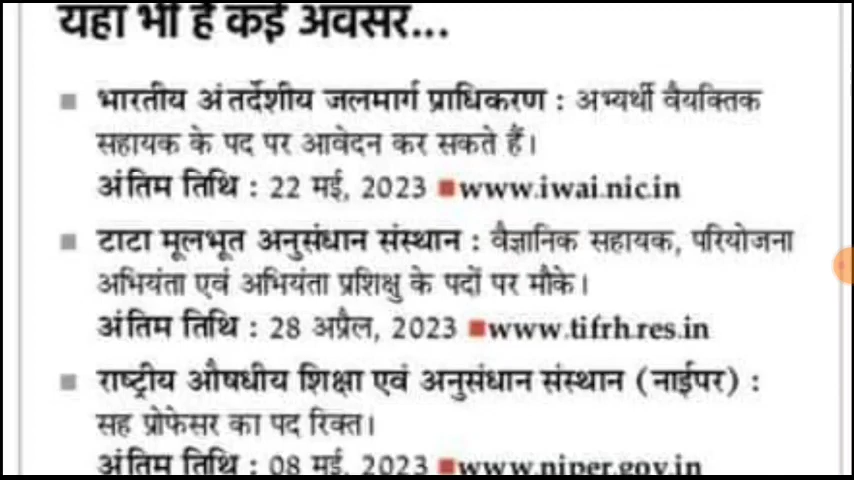 यहां भी हैं कई अवसर...
■ भारतीय अंतर्देशीय जलमार्ग प्राधिकरण : अभ्यर्थी वैयक्तिक
सहायक के पद पर आवेदन कर सकते हैं।
अंतिम तिथि : 22 मई, 2023 ■www.iwai.nic.in
■ टाटा मूलभूत अनुसंधान संस्थान : वैज्ञानिक सहायक, परियोजना
अभियंता एवं अभियंता प्रशिक्षु के पदों पर मौके।
अंतिम तिथि : 28 अप्रैल, 2023 ■www.tifrh.res.in
■ राष्ट्रीय औषधीय शिक्षा एवं अनुसंधान संस्थान (नाईपर) :
सह प्रोफेसर का पद रिक्त।
अंतिम तिथि : 08 मई, 2023 ■www.niper.gov.in